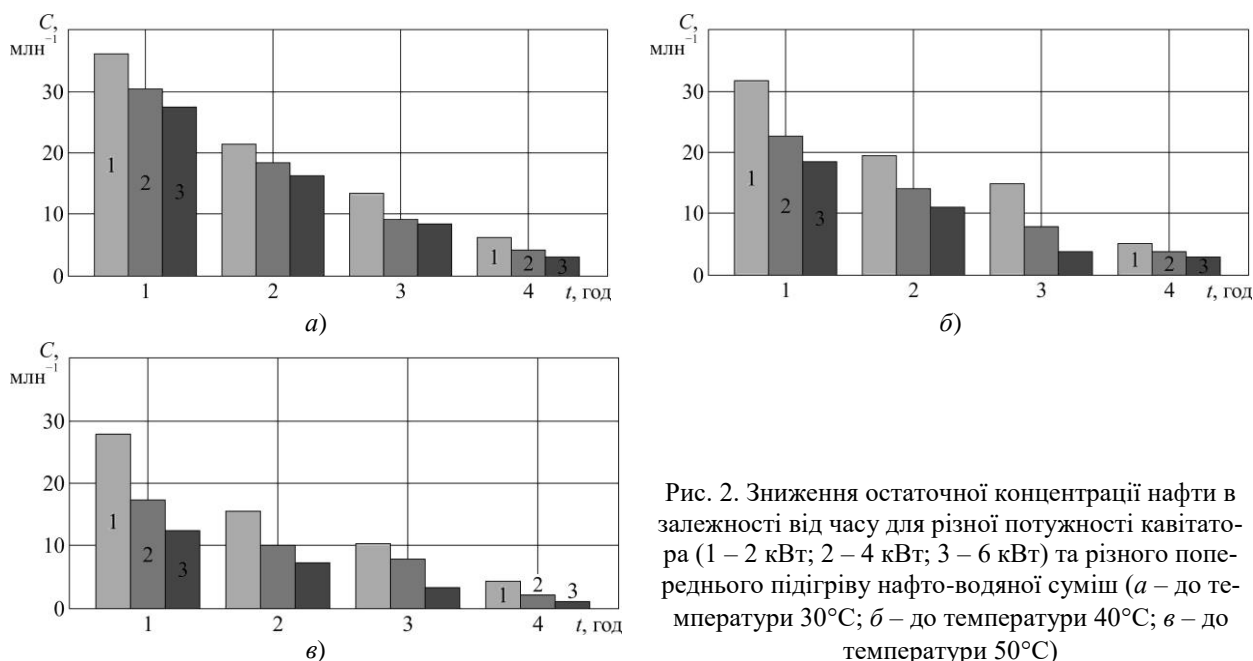 C,
млн⁻¹
30
20
10
0
1
2
3
1
2
3
1
2
3
4
t, год
а)
C,
млн⁻¹
30
20
10
0
1
2
3
1
2
3
1
2
3
4
t, год
б)
C,
млн⁻¹
30
20
10
0
1
2
3
1
2
3
1
2
3
4
t, год
в)
Рис. 2. Зниження остаточної концентрації нафти в
залежності від часу для різної потужності кавітато-
ра (1 – 2 кВт; 2 – 4 кВт; 3 – 6 кВт) та різного попе-
реднього підігріву нафто-водяної суміш (а – до те-
мператури 30°С; б – до температури 40°С; в – до
температури 50°С)